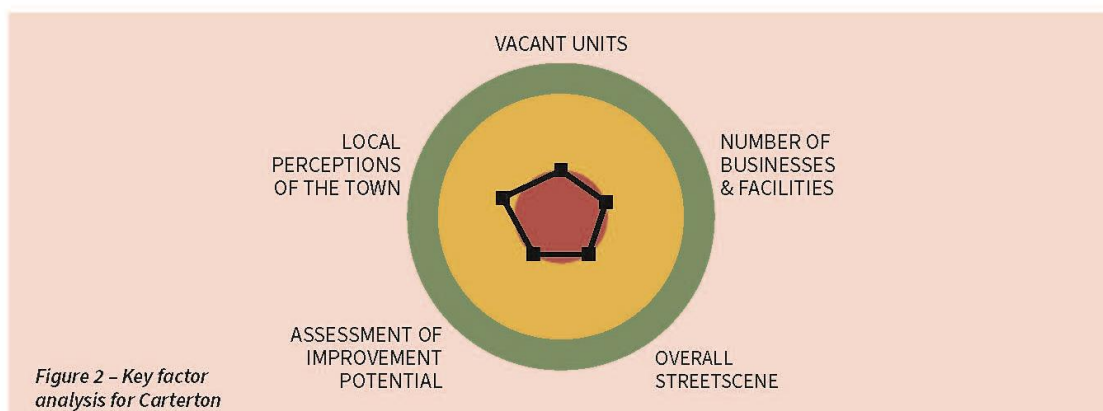 VACANT UNITS
LOCAL
PERCEPTIONS
OF THE TOWN
NUMBER OF
BUSINESSES
& FACILITIES
ASSESSMENT OF
IMPROVEMENT
POTENTIAL
OVERALL
STREETSCENE
Figure 2 – Key factor
analysis for Carterton